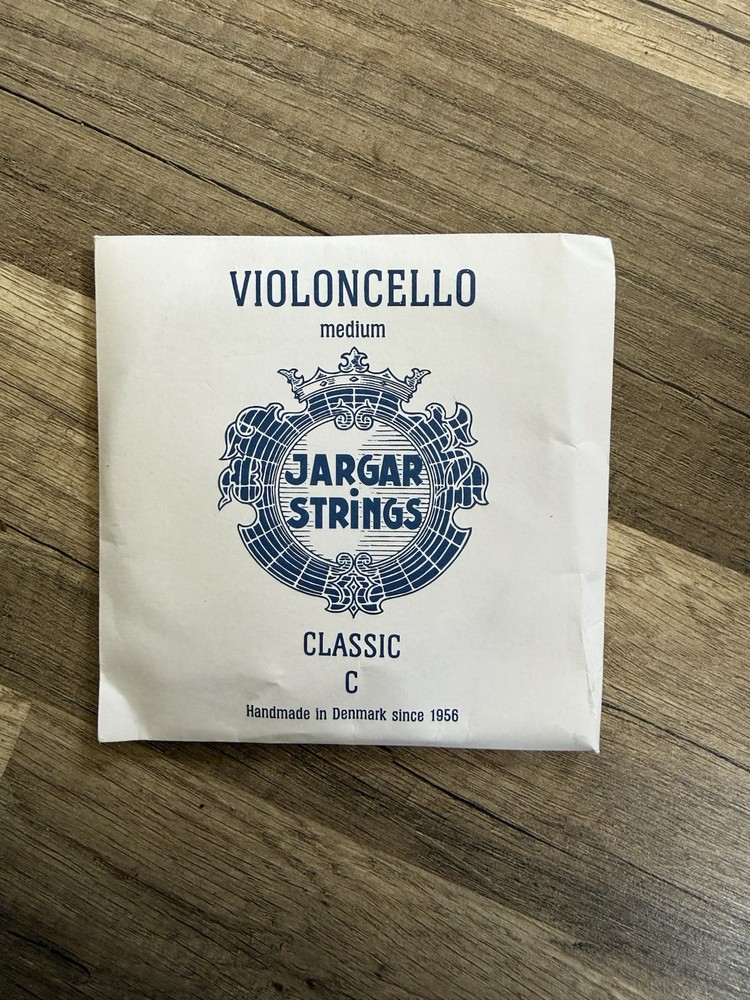 VIOLONCELLO
medium
JARGAR
STRiNGS
CLASSIC
C
Handmade in Denmark since 1956